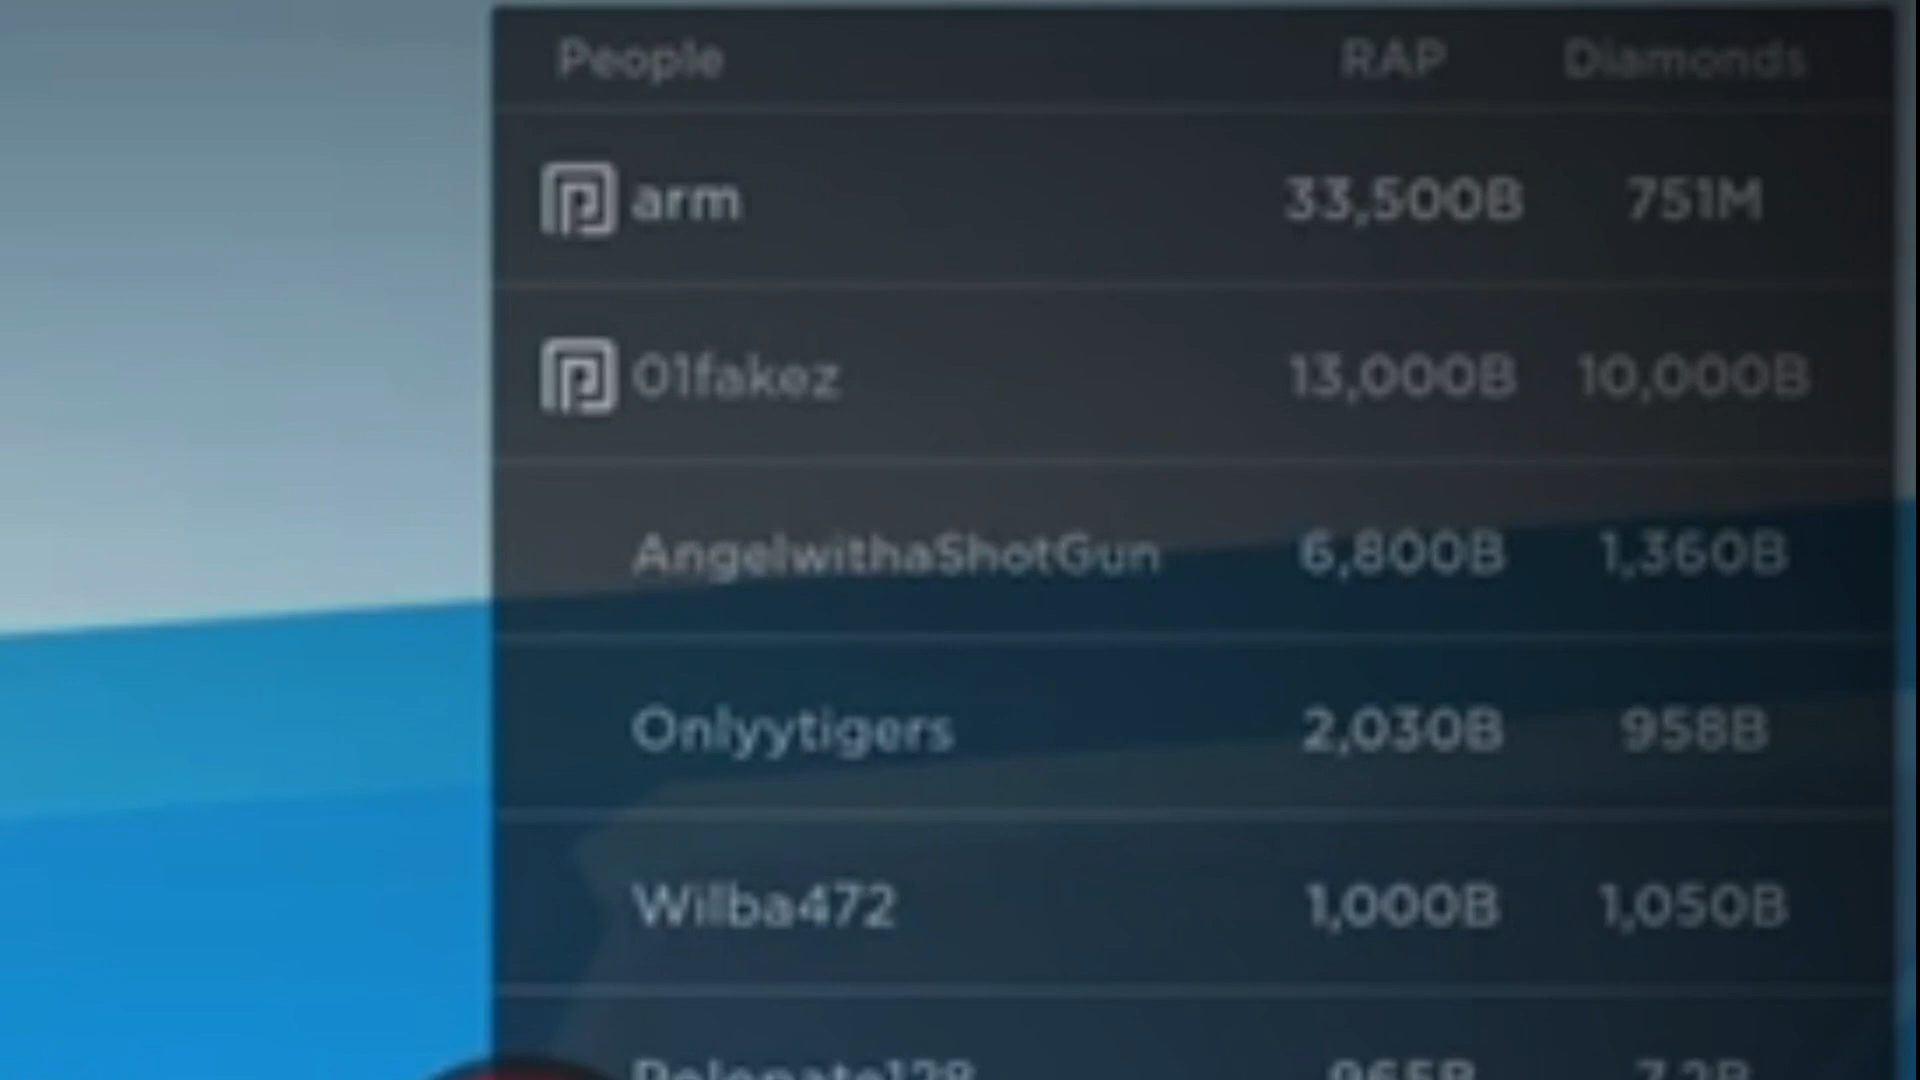 People RAP Diamonds
arm 33,500B 751M
01fakez 13,000B 10,000B
AngelwithaShotGun 6,800B 1,360B
Onlyytigers 2,030B 958B
Wilba472 1,000B 1,050B
965B